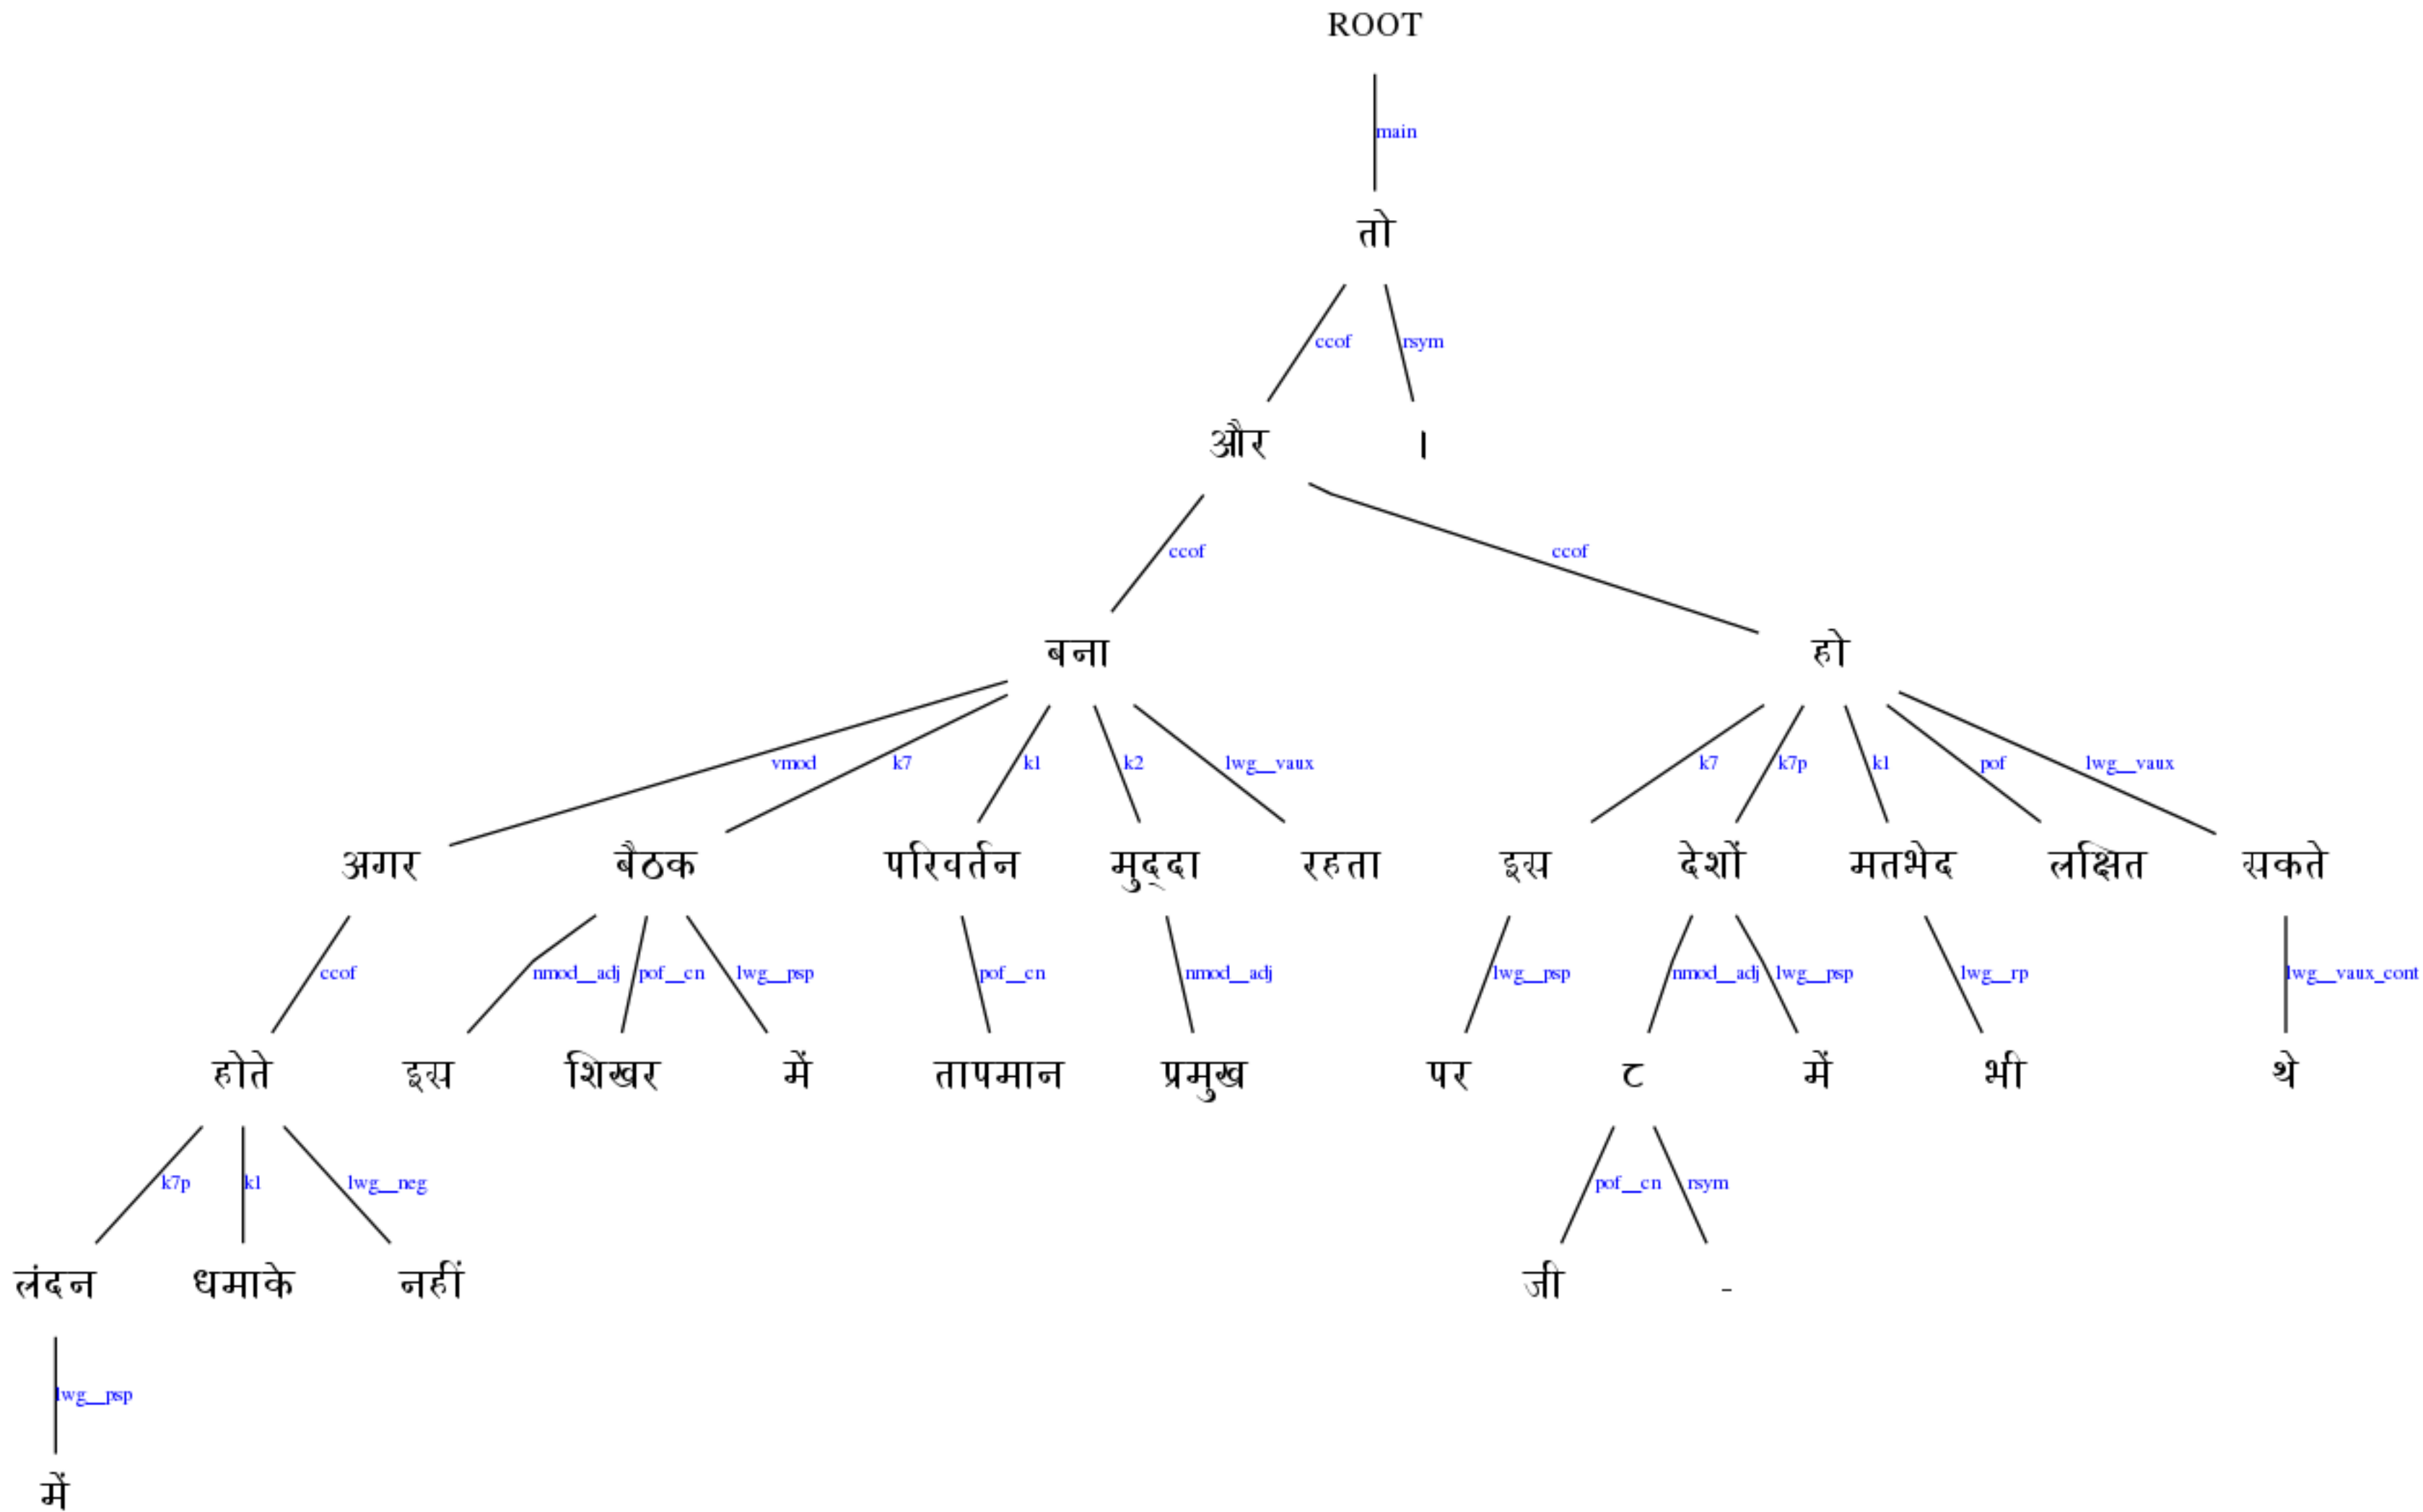 ROOT
main
तो
ccof rsym
और ।
ccof ccof
बना हो
vmod k7 k1 k2 lwg__vaux k7 k7p k1 pof lwg__vaux
अगर बैठक परिवर्तन मुद्‌दा रहता इस देशों मतभेद लक्षित सकते
ccof nmod__adj pof__cn lwg__psp pof__cn nmod__adj lwg__psp nmod__adj lwg__psp lwg__rp lwg__vaux_cont
होते इस शिखर में तापमान प्रमुख पर ८ में भी थे
k7p k1 lwg__neg pof__cn rsym
लंदन धमाके नहीं जी -
lwg__psp
में